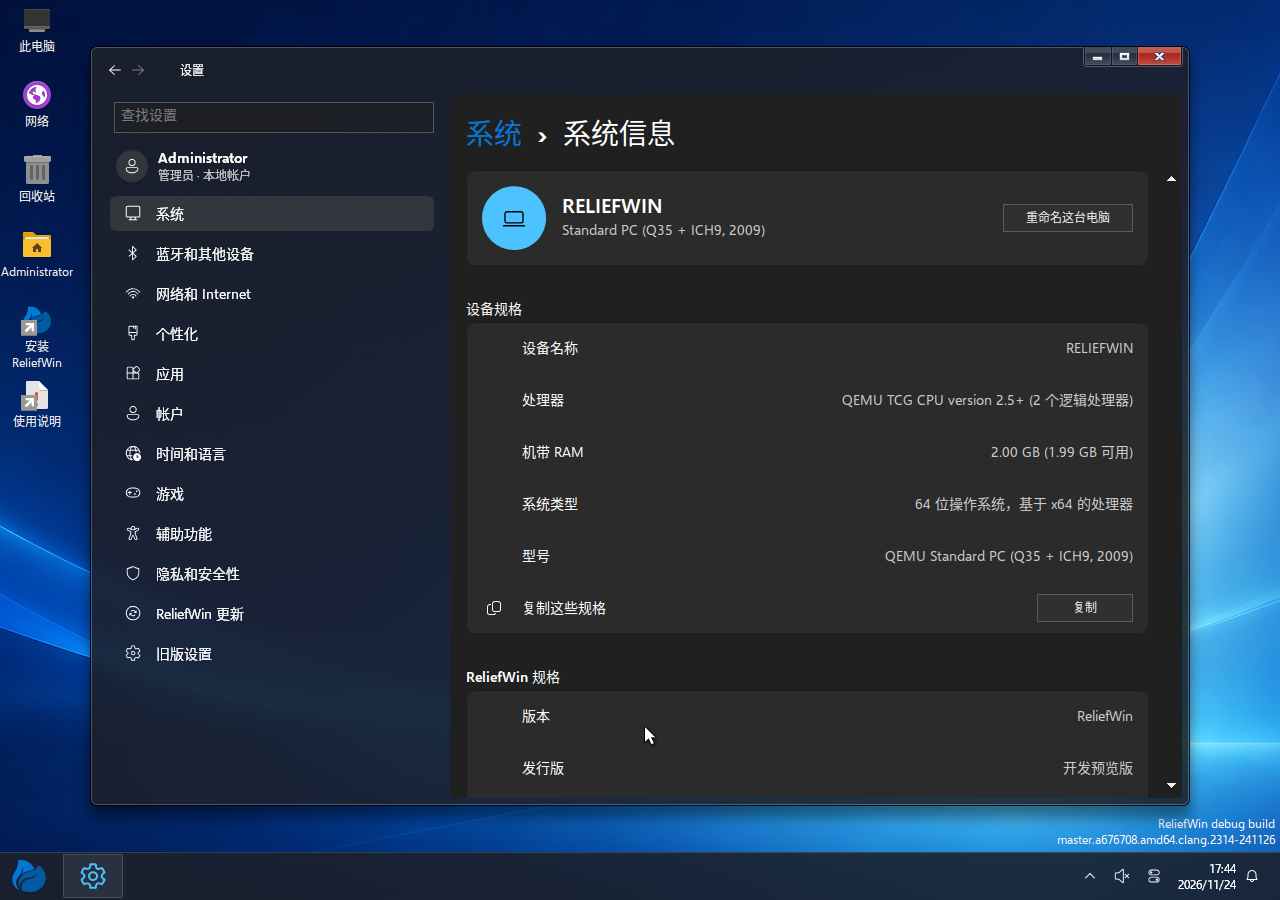 此电脑
网络
回收站
Administrator
安装
ReliefWin
使用说明
设置
查找设置
Administrator
管理员 · 本地帐户
系统
蓝牙和其他设备
网络和 Internet
个性化
应用
帐户
时间和语言
游戏
辅助功能
隐私和安全性
ReliefWin 更新
旧版设置
系统 › 系统信息
RELIEFWIN
Standard PC (Q35 + ICH9, 2009)
重命名这台电脑
设备规格
设备名称 RELIEFWIN
处理器 QEMU TCG CPU version 2.5+ (2 个逻辑处理器)
机带 RAM 2.00 GB (1.99 GB 可用)
系统类型 64 位操作系统，基于 x64 的处理器
型号 QEMU Standard PC (Q35 + ICH9, 2009)
复制这些规格 复制
ReliefWin 规格
版本 ReliefWin
发行版 开发预览版
ReliefWin debug build
master.a676708.amd64.clang.2314-241126
17:44
2026/11/24